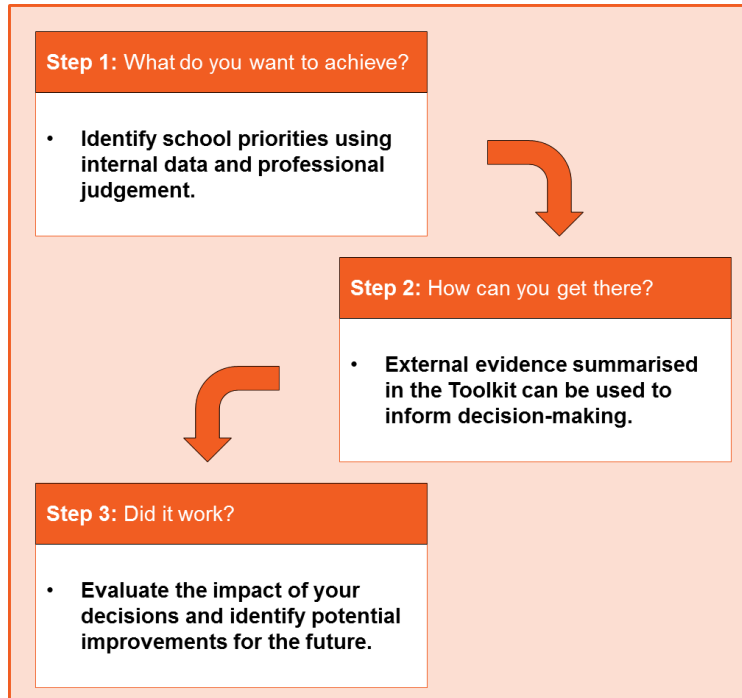 Step 1: What do you want to achieve?
• Identify school priorities using
internal data and professional
judgement.
Step 2: How can you get there?
• External evidence summarised
in the Toolkit can be used to
inform decision-making.
Step 3: Did it work?
• Evaluate the impact of your
decisions and identify potential
improvements for the future.